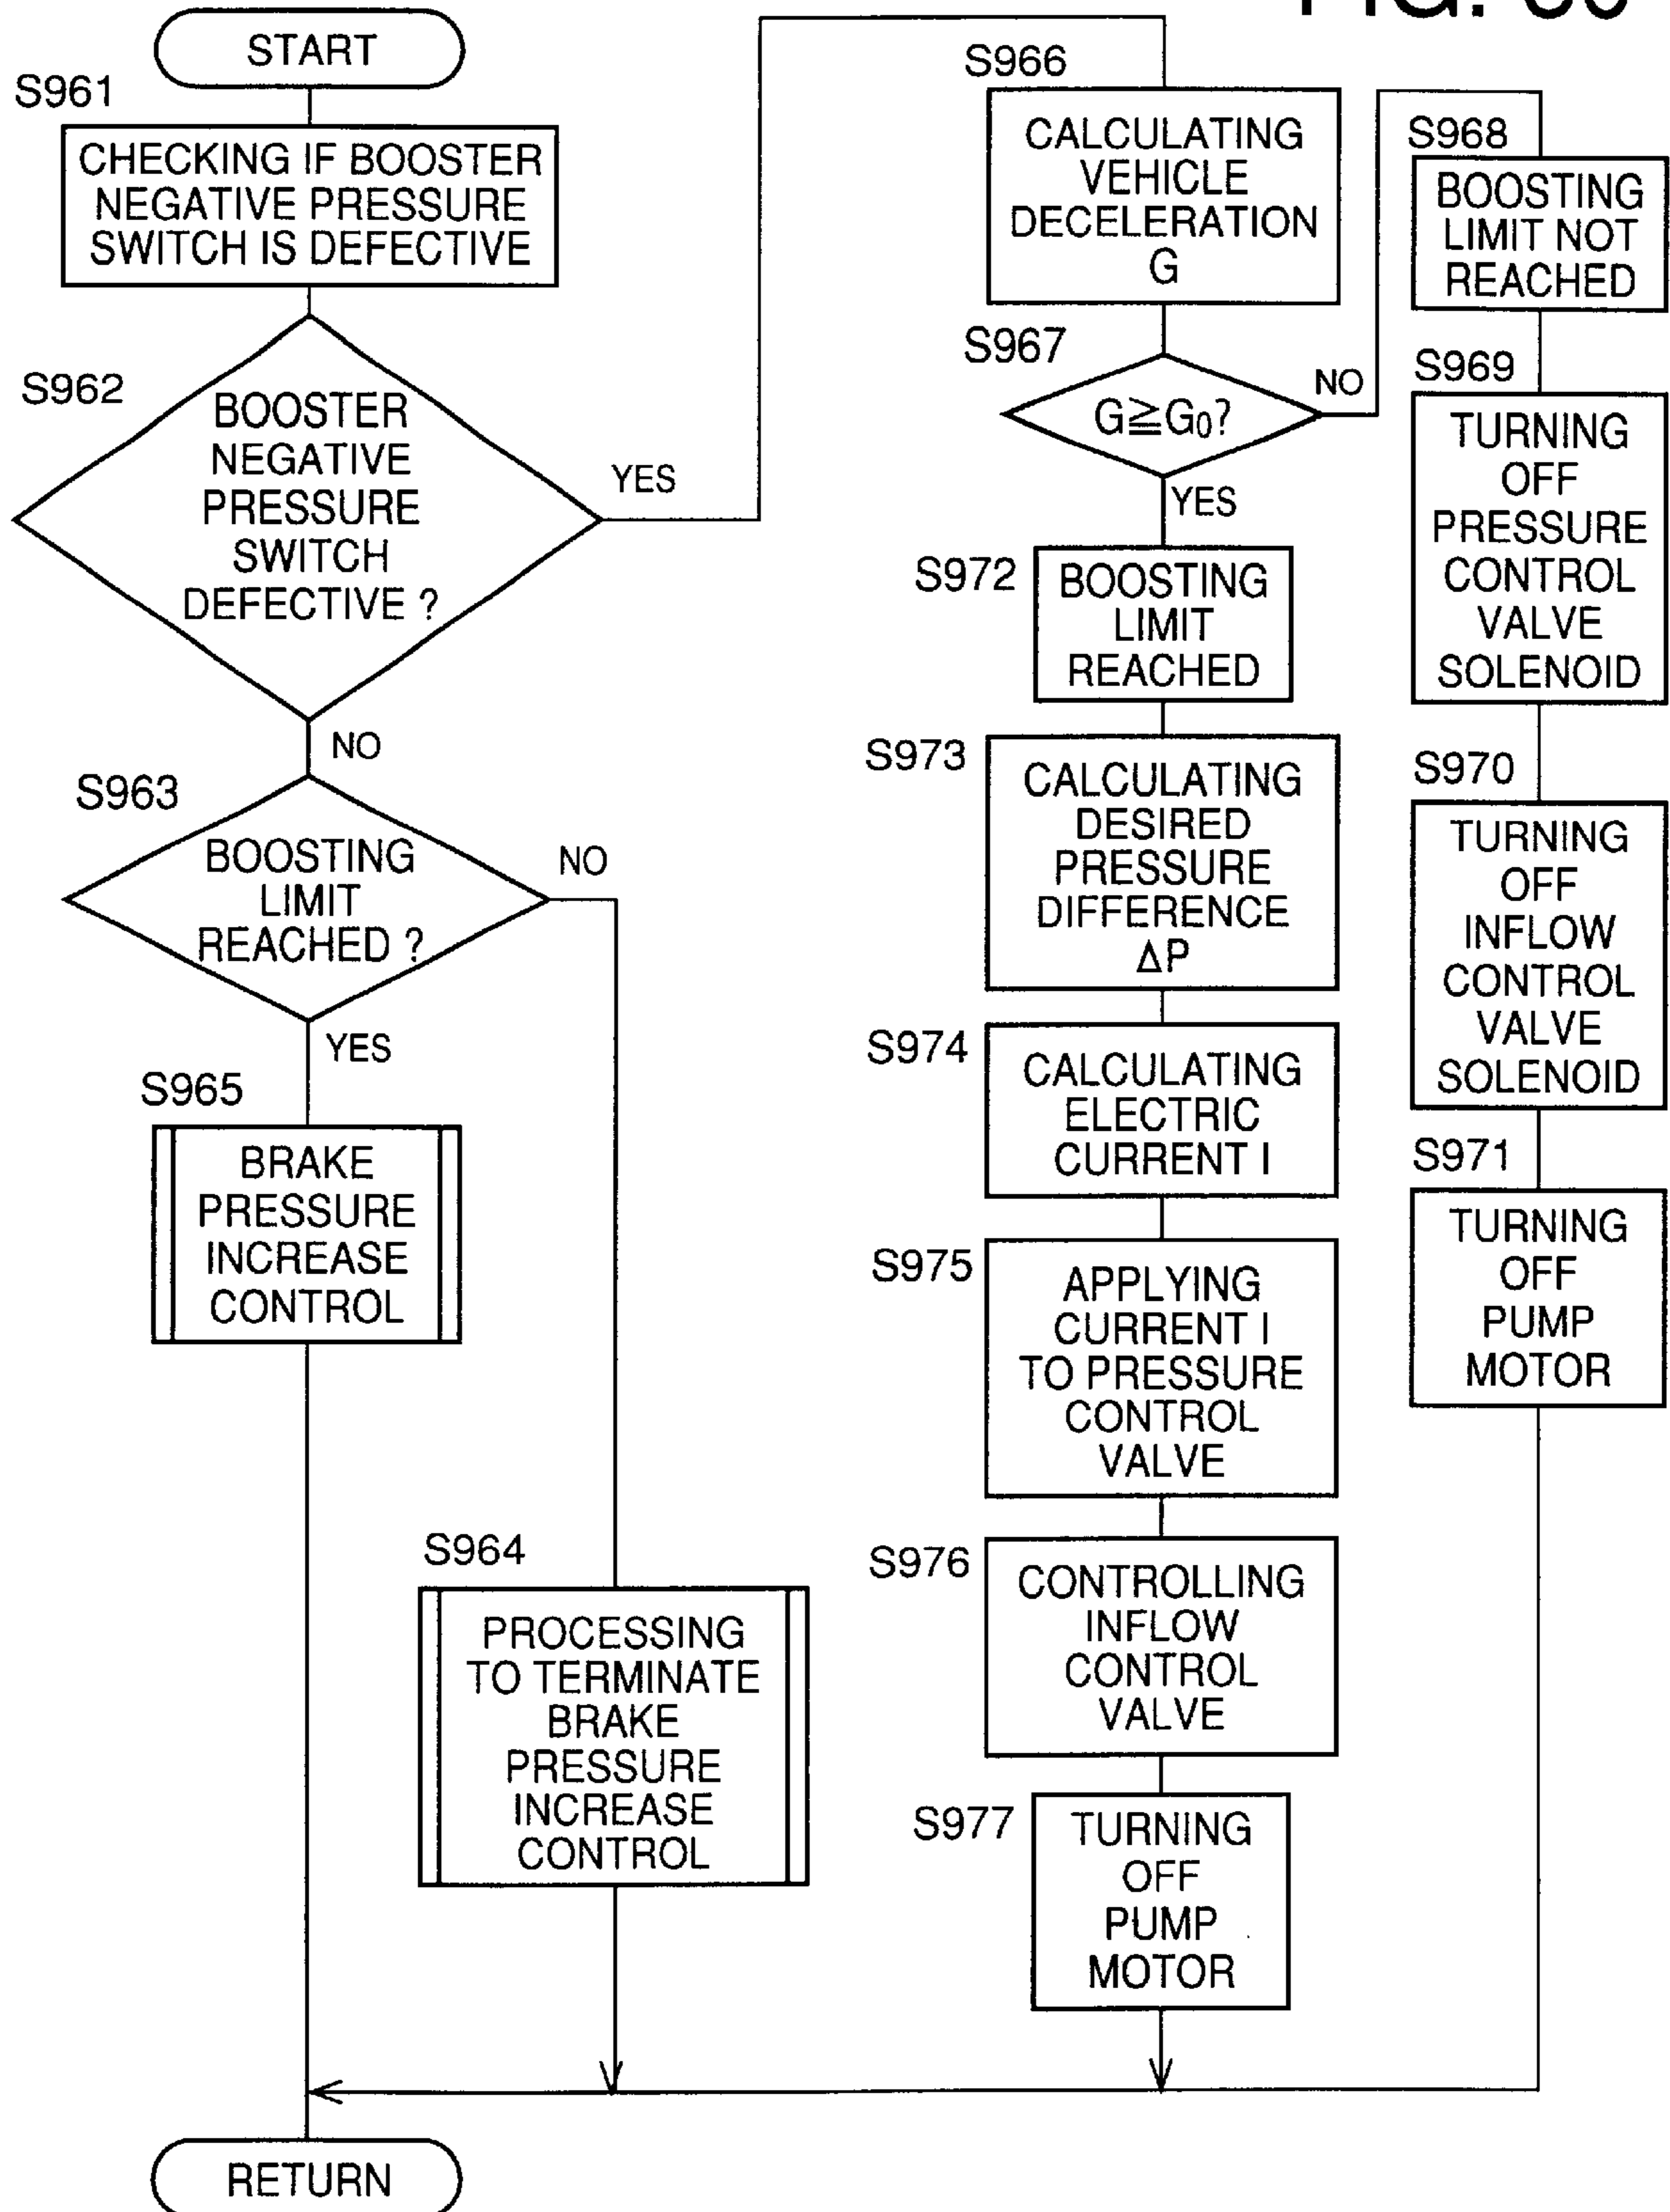 START
S961
CHECKING IF BOOSTER
NEGATIVE PRESSURE
SWITCH IS DEFECTIVE
S962
BOOSTER
NEGATIVE
PRESSURE
SWITCH
DEFECTIVE ?
YES
NO
S963
BOOSTING
LIMIT
REACHED ?
NO
YES
S965
BRAKE
PRESSURE
INCREASE
CONTROL
S964
PROCESSING
TO TERMINATE
BRAKE
PRESSURE
INCREASE
CONTROL
RETURN
S966
CALCULATING
VEHICLE
DECELERATION
G
S967
G≧G₀?
NO
YES
S972
BOOSTING
LIMIT
REACHED
S973
CALCULATING
DESIRED
PRESSURE
DIFFERENCE
ΔP
S974
CALCULATING
ELECTRIC
CURRENT I
S975
APPLYING
CURRENT I
TO PRESSURE
CONTROL
VALVE
S976
CONTROLLING
INFLOW
CONTROL
VALVE
S977
TURNING
OFF
PUMP
MOTOR
S968
BOOSTING
LIMIT NOT
REACHED
S969
TURNING
OFF
PRESSURE
CONTROL
VALVE
SOLENOID
S970
TURNING
OFF
INFLOW
CONTROL
VALVE
SOLENOID
S971
TURNING
OFF
PUMP
MOTOR
FIG.